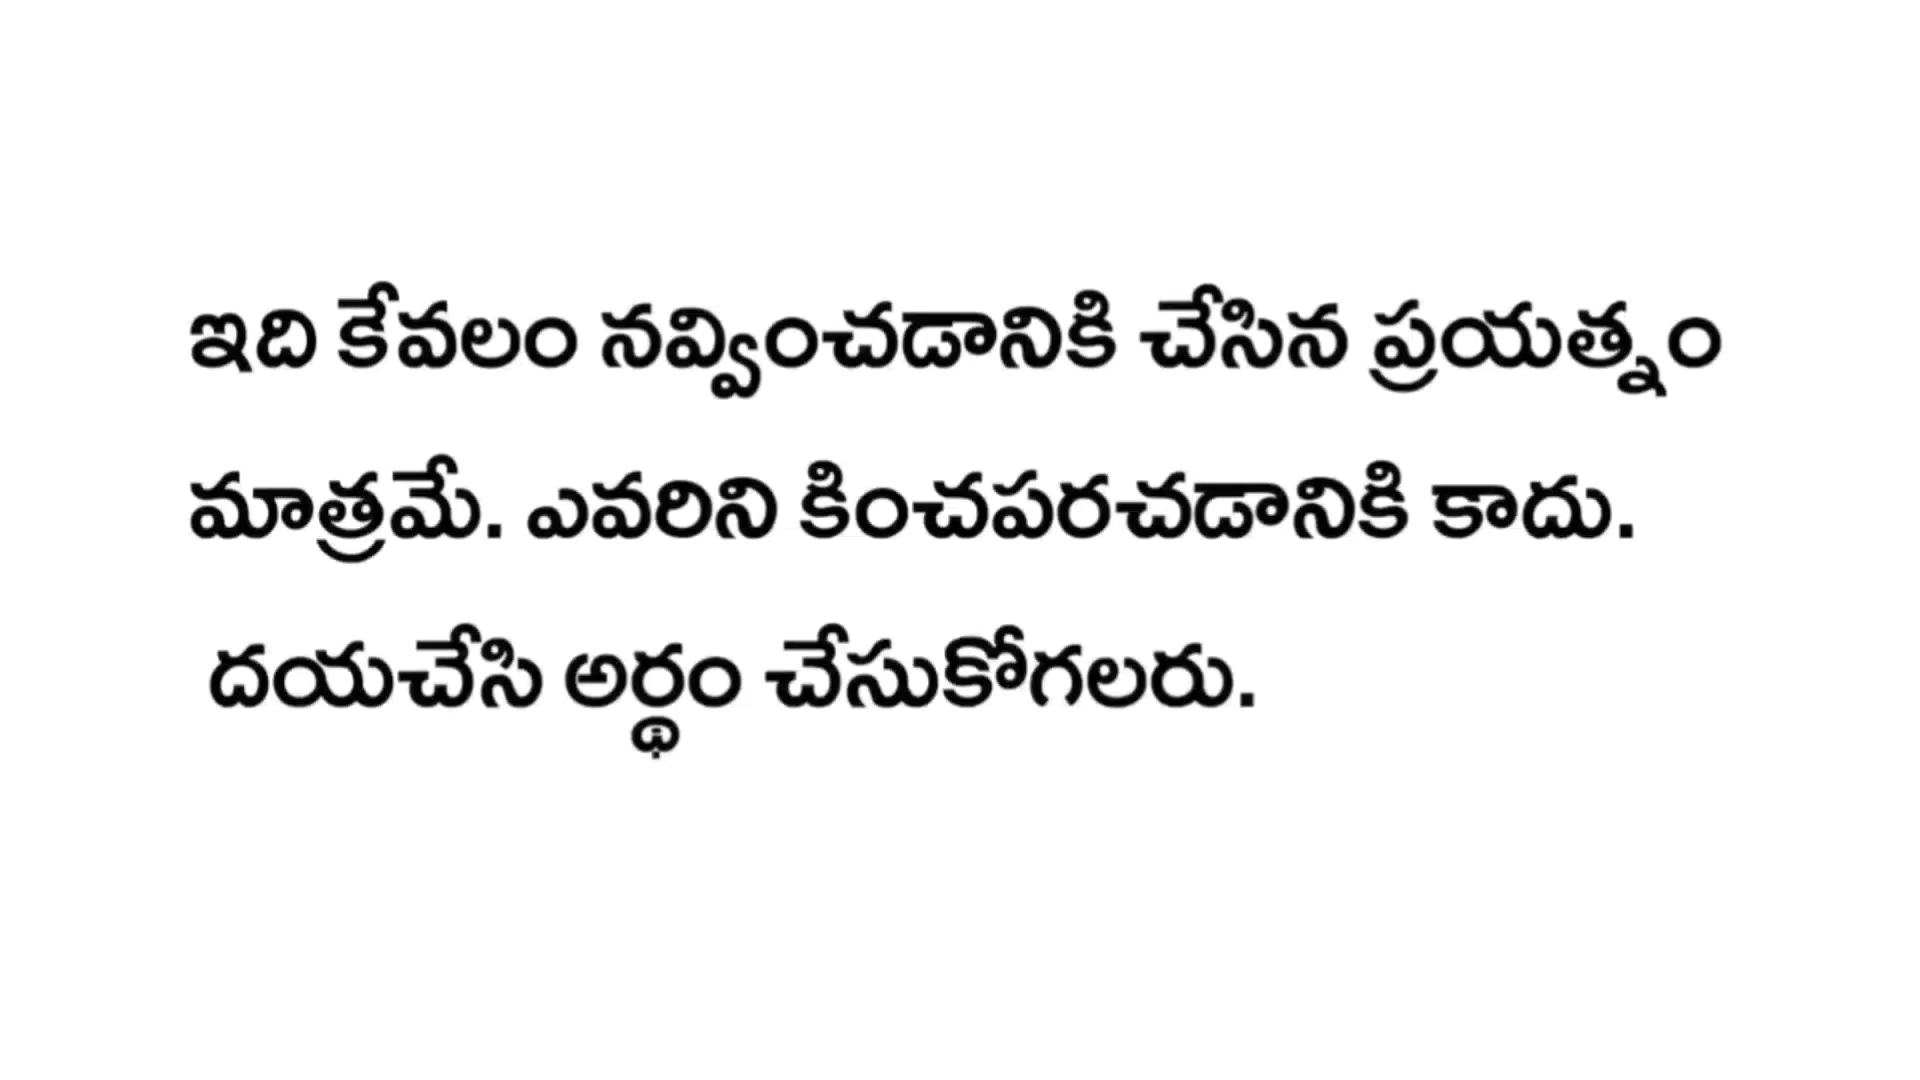 ఇది కేవలం నవ్వించడానికి చేసిన ప్రయత్నం
మాత్రమే. ఎవరిని కించపరచడానికి కాదు.
దయచేసి అర్థం చేసుకోగలరు.